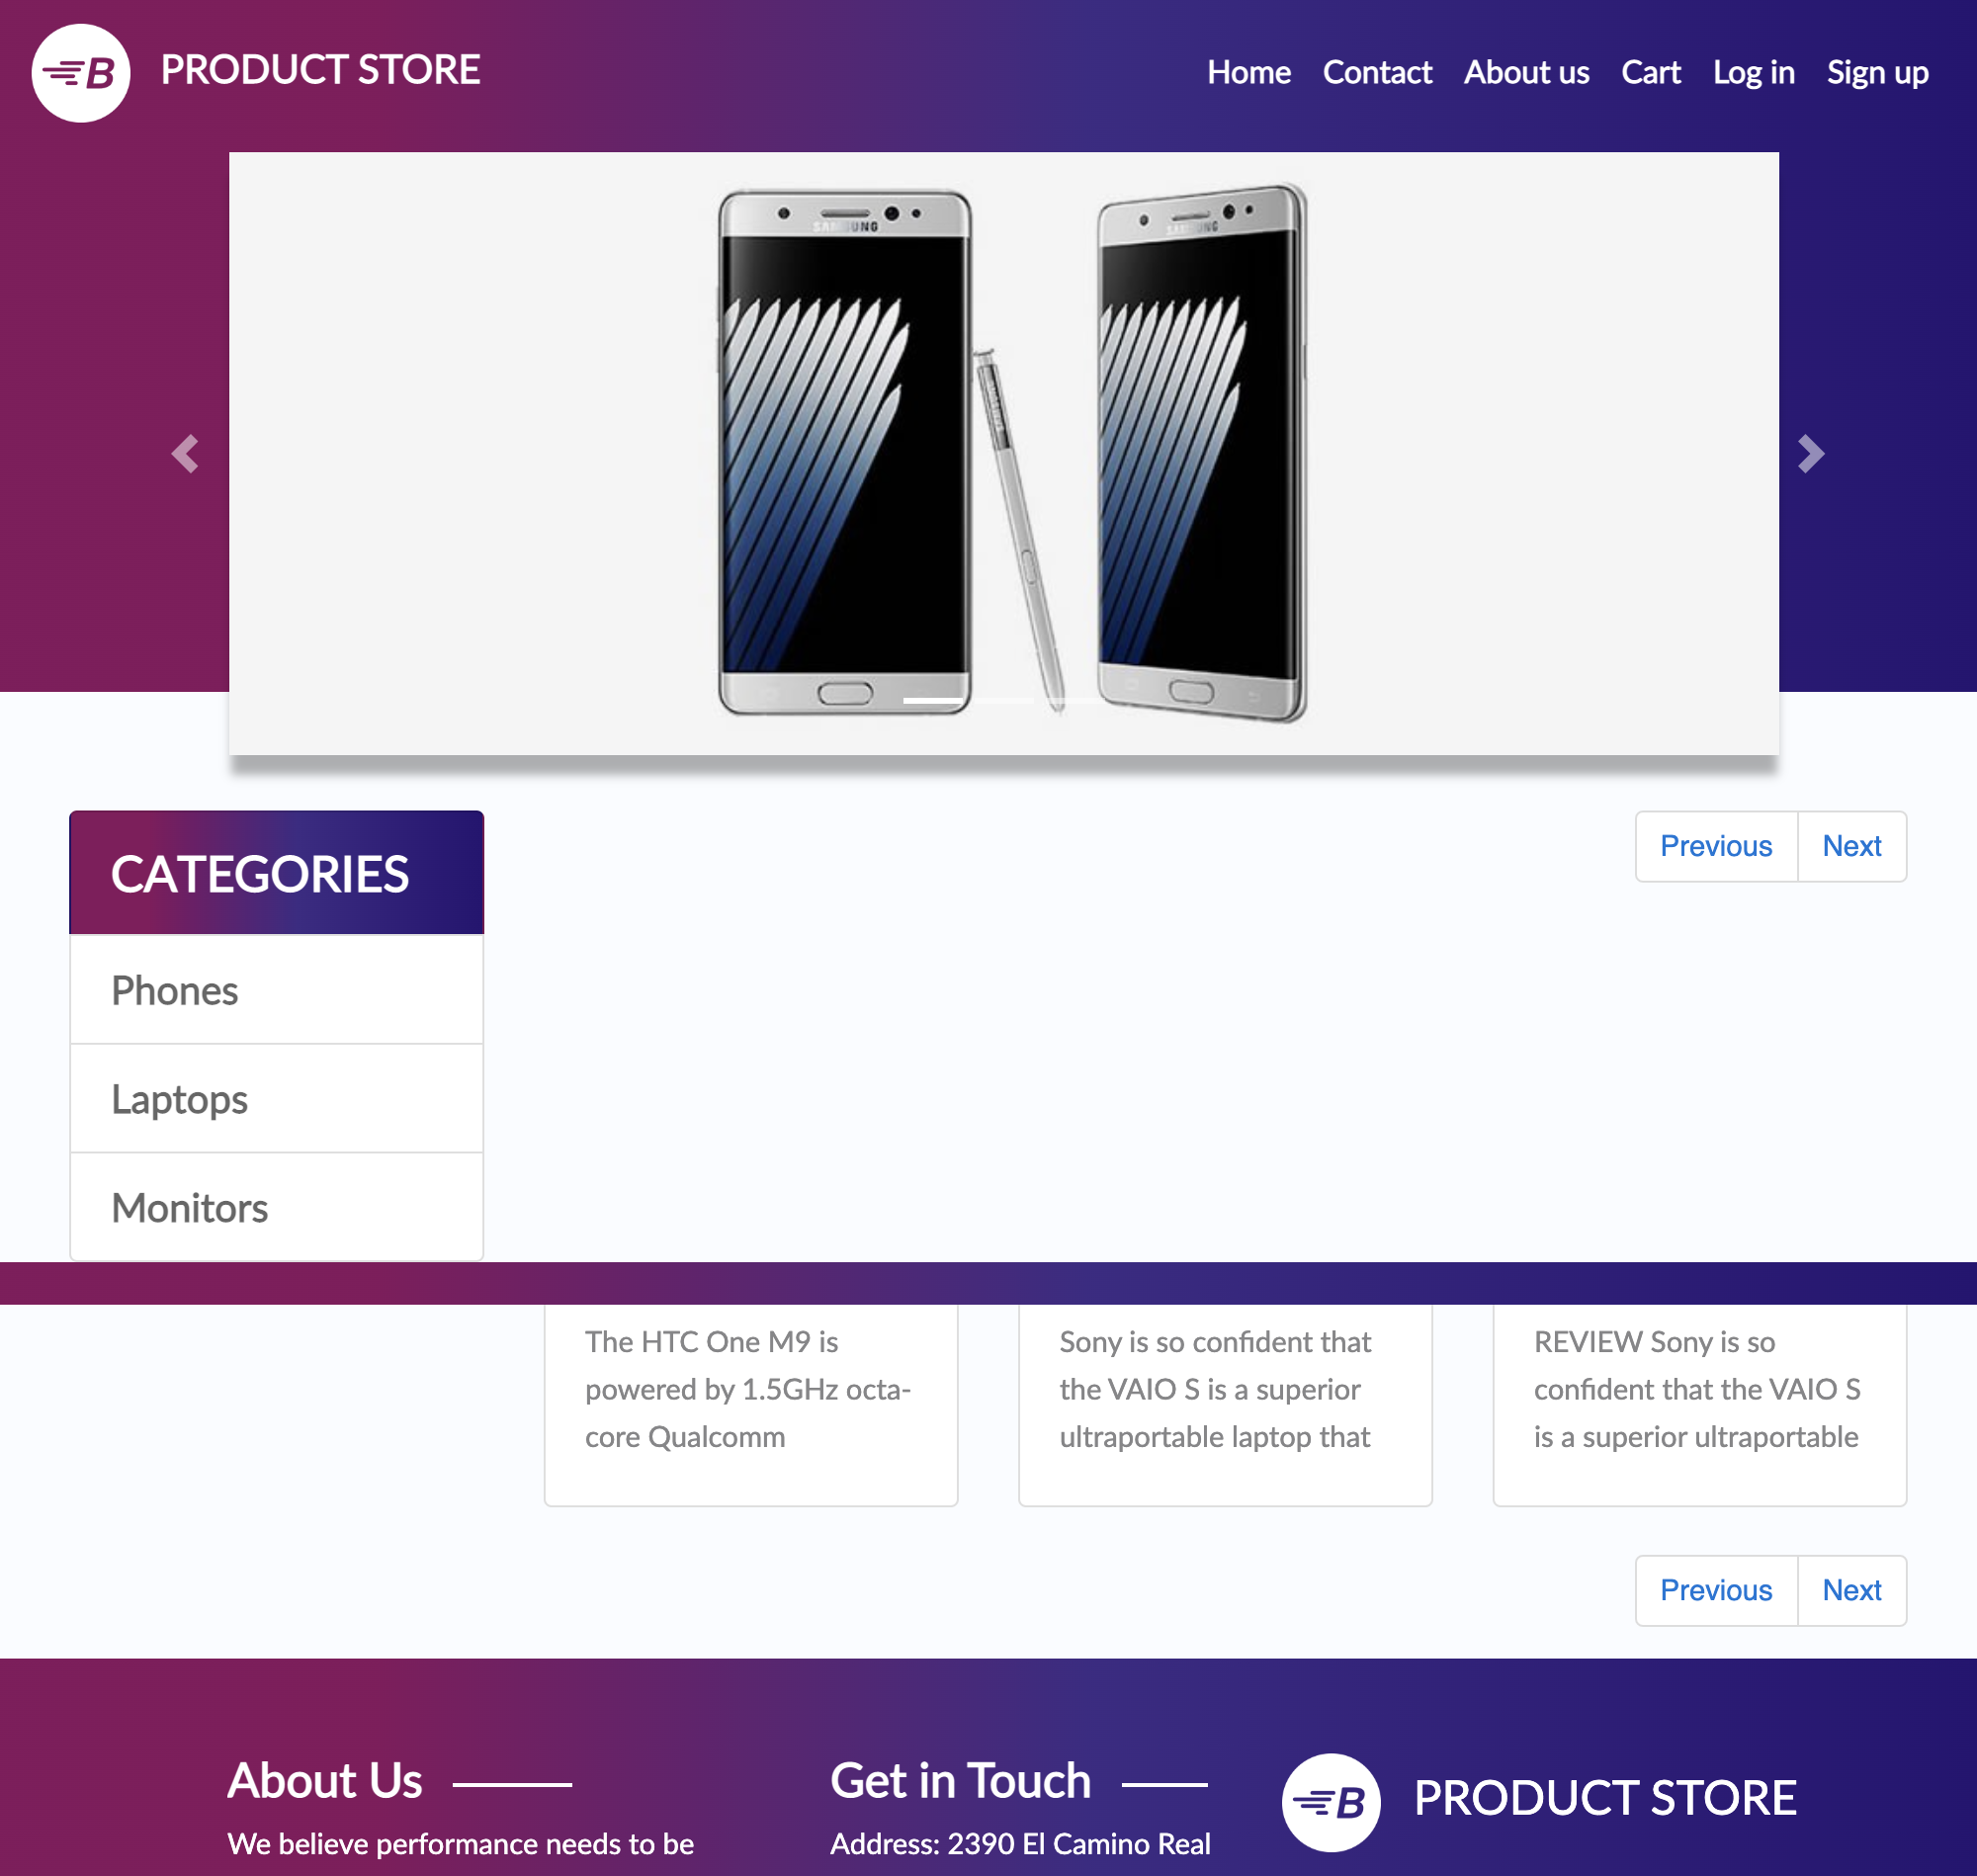 B PRODUCT STORE
Home Contact About us Cart Log in Sign up
SAMSUNG SAMSUNG
CATEGORIES
Previous Next
Phones
Laptops
Monitors
The HTC One M9 is
powered by 1.5GHz octa-
core Qualcomm
Sony is so confident that
the VAIO S is a superior
ultraportable laptop that
REVIEW Sony is so
confident that the VAIO S
is a superior ultraportable
Previous Next
About Us
We believe performance needs to be
Get in Touch
Address: 2390 El Camino Real
B PRODUCT STORE